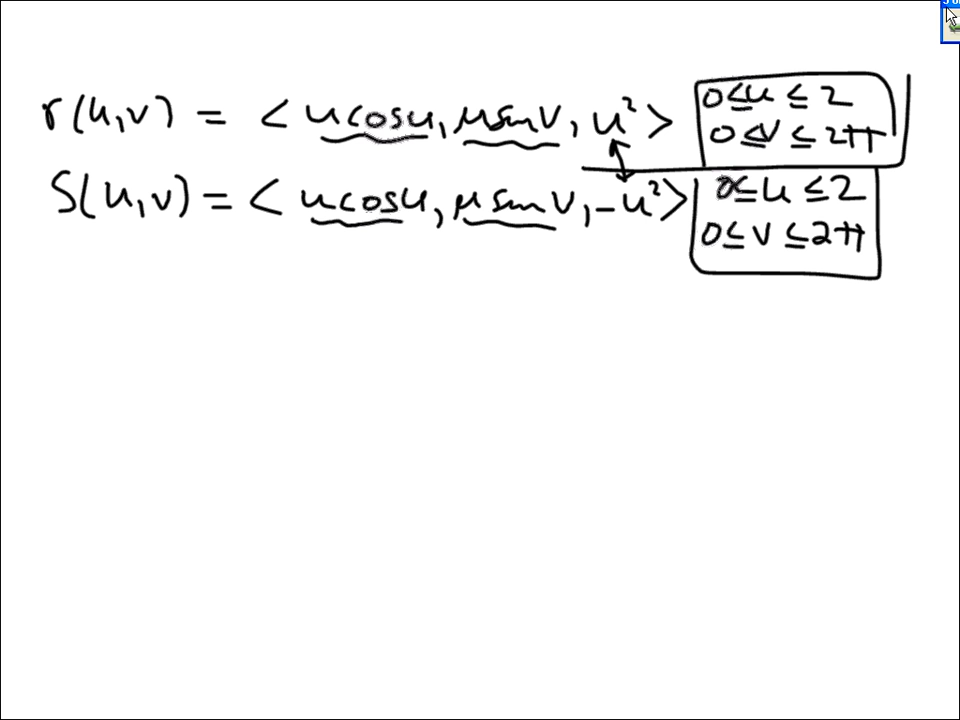 r(u,v) = < u cos u, u sin v, u² > 0 ≤ u ≤ 2
0 ≤ v ≤ 2π
S(u,v) = < u cos u, u sin v, -u² > 0 ≤ u ≤ 2
0 ≤ v ≤ 2π